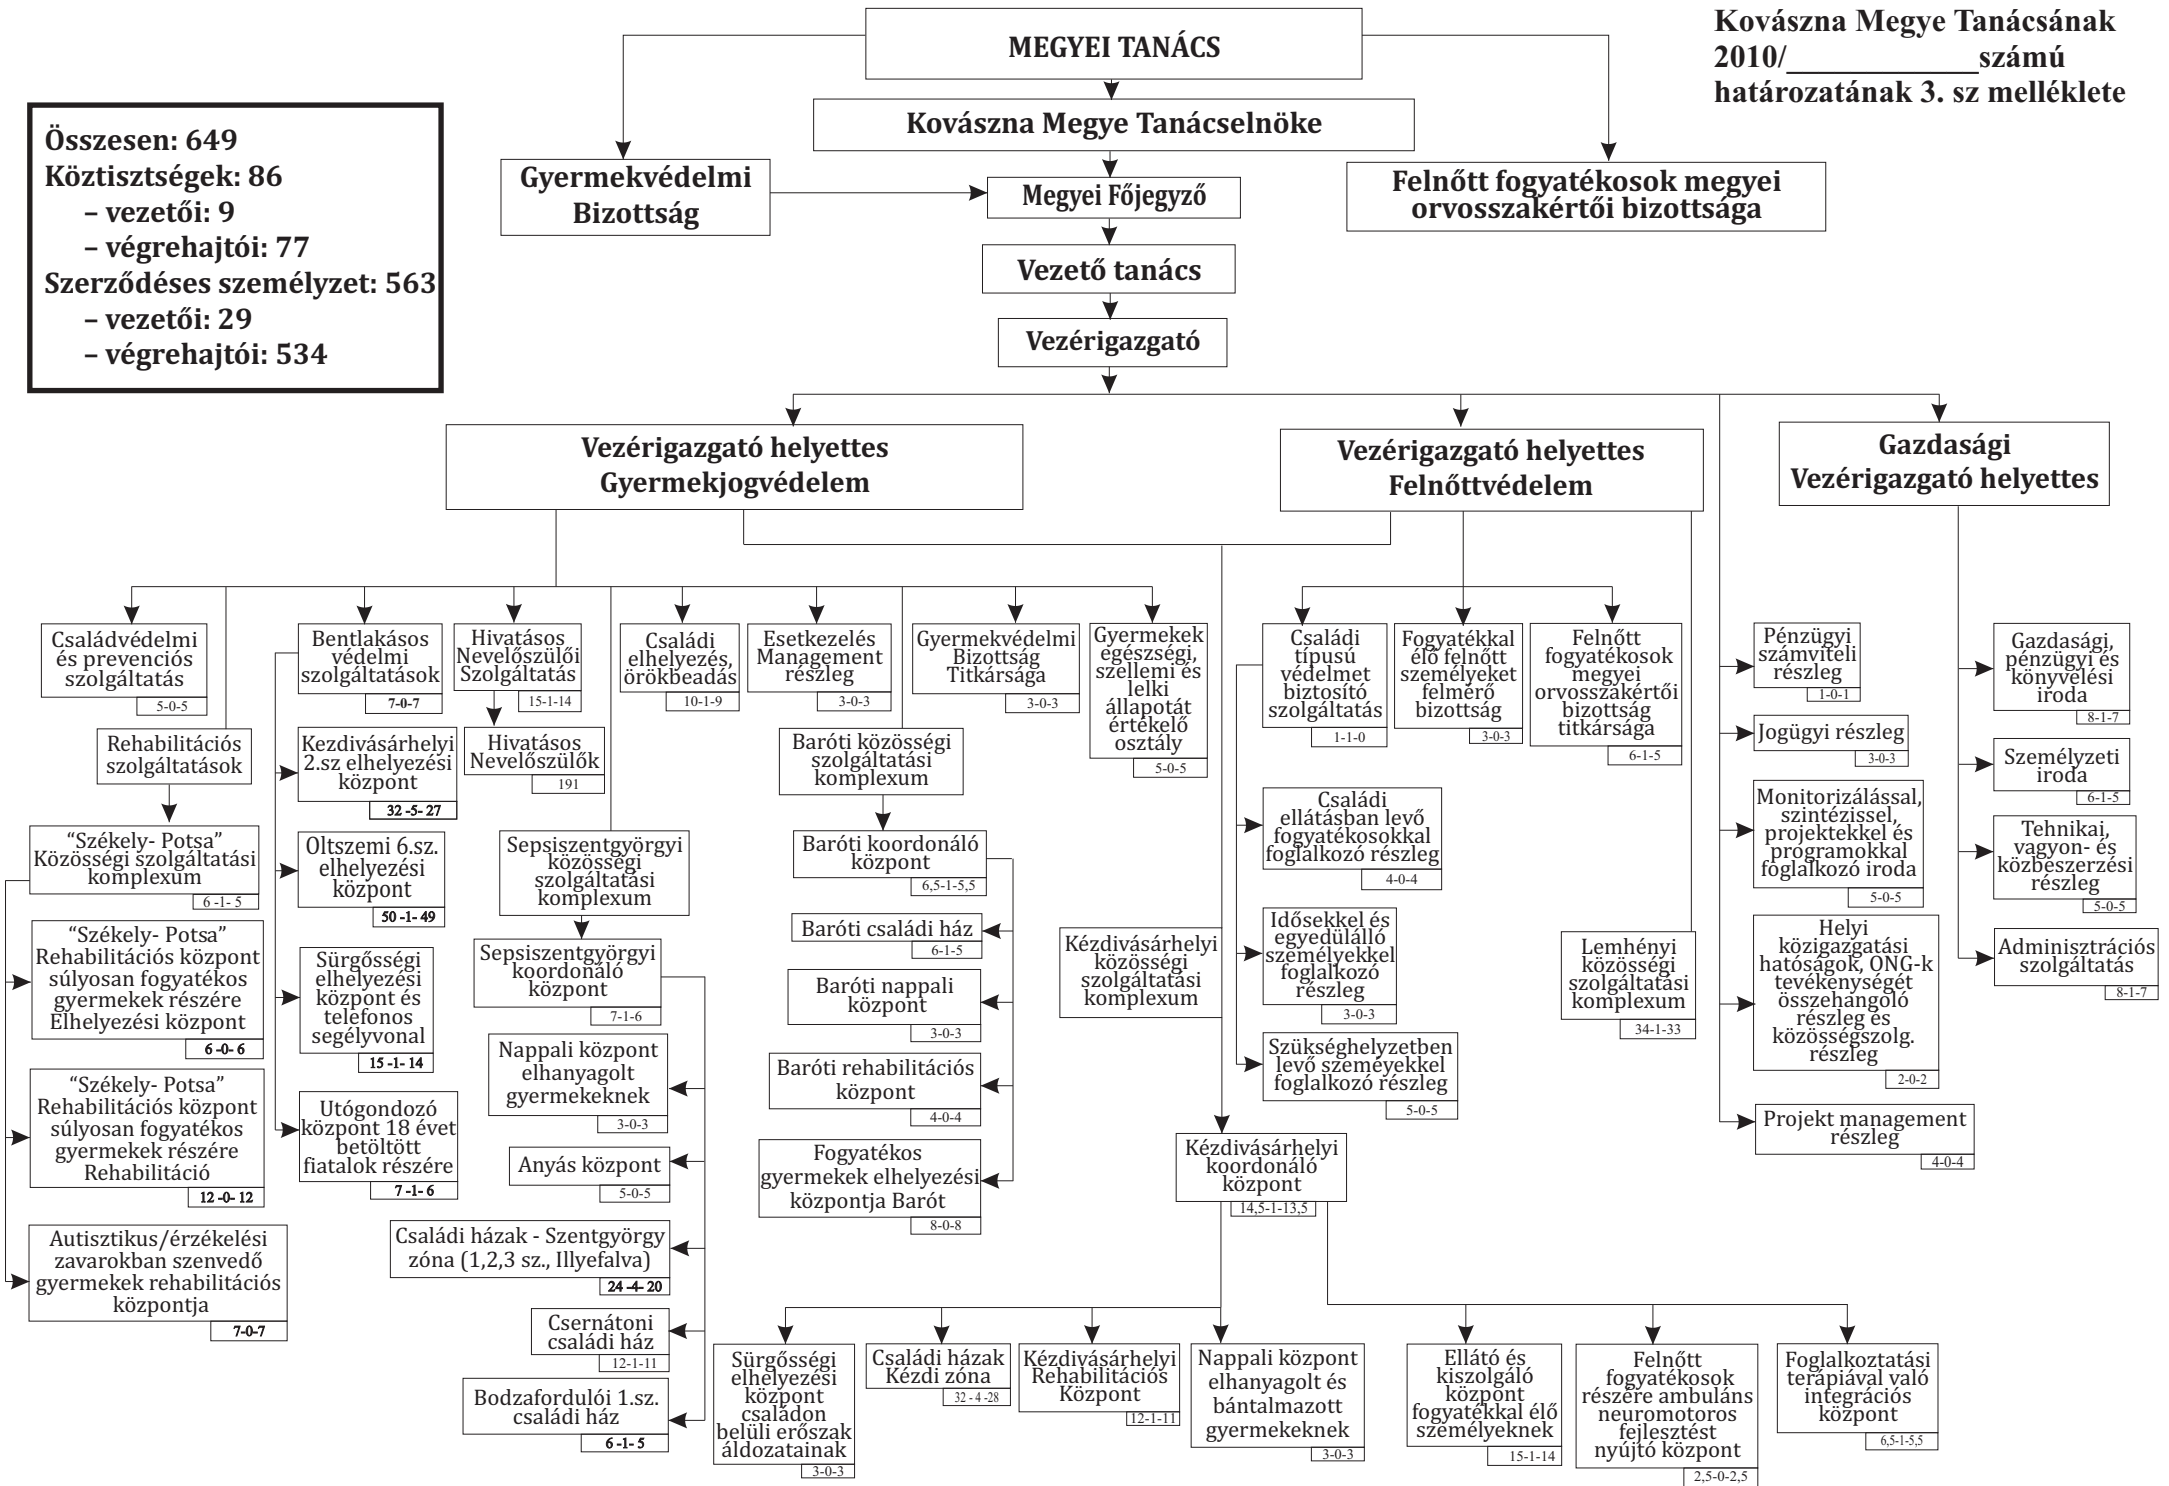 Kovászna Megye Tanácsának
2010/____________számú
határozatának 3. sz melléklete
MEGYEI TANÁCS
Kovászna Megye Tanácselnöke
Összesen: 649
Köztisztségek: 86
– vezetői: 9
– végrehajtói: 77
Szerződéses személyzet: 563
– vezetői: 29
– végrehajtói: 534
Gyermekvédelmi
Bizottság
Megyei Főjegyző
Felnőtt fogyatékosok megyei
orvosszakértői bizottsága
Vezető tanács
Vezérigazgató
Vezérigazgató helyettes
Gyermekjogvédelem
Vezérigazgató helyettes
Felnőttvédelem
Gazdasági
Vezérigazgató helyettes
Családvédelmi
és prevenciós
szolgáltatás
5-0-5
Rehabilitációs
szolgáltatások
“Székely- Potsa”
Közösségi szolgáltatási
komplexum
6 -1- 5
“Székely- Potsa”
Rehabilitációs központ
súlyosan fogyatékos
gyermekek részére
Elhelyezési központ
6 -0- 6
“Székely- Potsa”
Rehabilitációs központ
súlyosan fogyatékos
gyermekek részére
Rehabilitáció
12 -0- 12
Autisztikus/érzékelési
zavarokban szenvedő
gyermekek rehabilitációs
központja
7-0-7
Bentlakásos
védelmi
szolgáltatások
7-0-7
Kezdivásárhelyi
2.sz elhelyezési
központ
32 -5- 27
Oltszemi 6.sz.
elhelyezési
központ
50 -1- 49
Sürgősségi
elhelyezési
központ és
telefonos
segélyvonal
15 -1- 14
Utógondozó
központ 18 évet
betöltött
fiatalok részére
7 -1- 6
Hivatásos
Nevelőszülői
Szolgáltatás
15-1-14
Hivatásos
Nevelőszülők
191
Sepsiszentgyörgyi
közösségi
szolgáltatási
komplexum
Sepsiszentgyörgyi
koordonáló
központ
7-1-6
Nappali központ
elhanyagolt
gyermekeknek
3-0-3
Anyás központ
5-0-5
Családi házak - Szentgyörgy
zóna (1,2,3 sz., Illyefalva)
24 -4- 20
Csernátoni
családi ház
12-1-11
Bodzafordulói 1.sz.
családi ház
6 -1- 5
Családi
elhelyezés,
örökbeadás
10-1-9
Esetkezelés
Management
részleg
3-0-3
Baróti közösségi
szolgáltatási
komplexum
Baróti koordonáló
központ
6,5-1-5,5
Baróti családi ház
6-1-5
Baróti nappali
központ
3-0-3
Baróti rehabilitációs
központ
4-0-4
Fogyatékos
gyermekek elhelyezési
központja Barót
8-0-8
Gyermekvédelmi
Bizottság
Titkársága
3-0-3
Gyermekek
egészségi,
szellemi és
lelki
állapotát
értékelő
osztály
5-0-5
Kézdivásárhelyi
közösségi
szolgáltatási
komplexum
Kézdivásárhelyi
koordonáló
központ
14,5-1-13,5
Sürgősségi
elhelyezési
központ
családon
belüli erőszak
áldozatainak
3-0-3
Családi házak
Kézdi zóna
32 - 4 -28
Kézdivásárhelyi
Rehabilitációs
Központ
12-1-11
Nappali központ
elhanyagolt és
bántalmazott
gyermekeknek
3-0-3
Ellátó és
kiszolgáló
központ
fogyatékkal élő
személyeknek
15-1-14
Felnőtt
fogyatékosok
részére ambuláns
neuromotoros
fejlesztést
nyújtó központ
2,5-0-2,5
Foglalkoztatási
terápiával való
integrációs
központ
6,5-1-5,5
Családi
típusú
védelmet
biztosító
szolgáltatás
1-1-0
Családi
ellátásban levő
fogyatékosokkal
foglalkozó részleg
4-0-4
Idősekkel és
egyedülálló
személyekkel
foglalkozó
részleg
3-0-3
Szükséghelyzetben
levő szeméyekkel
foglalkozó részleg
5-0-5
Fogyatékkal
élő felnőtt
személyeket
felmérő
bizottság
3-0-3
Felnőtt
fogyatékosok
megyei
orvosszakértői
bizottság
titkársága
6-1-5
Lemhényi
közösségi
szolgáltatási
komplexum
34-1-33
Pénzügyi
számviteli
részleg
1-0-1
Jogügyi részleg
3-0-3
Monitorizálással,
szintézissel,
projektekkel és
programokkal
foglalkozó iroda
5-0-5
Helyi
közigazgatási
hatóságok, ONG-k
tevékenységét
összehangoló
részleg és
közösségszolg.
részleg
2-0-2
Projekt management
részleg
4-0-4
Gazdasági,
pénzügyi és
könyvelési
iroda
8-1-7
Személyzeti
iroda
6-1-5
Tehnikai,
vagyon- és
közbeszerzési
részleg
5-0-5
Adminisztrációs
szolgáltatás
8-1-7